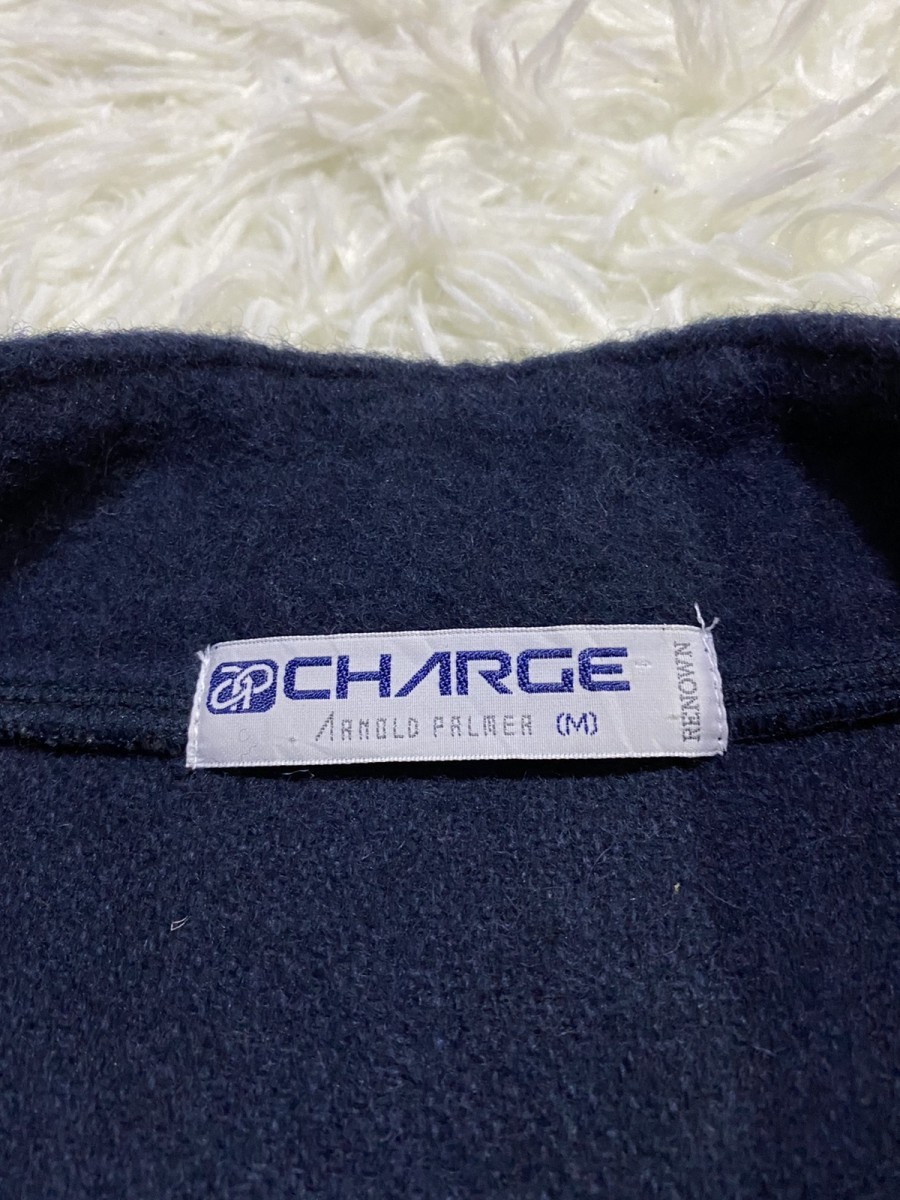 CHARGE
ARNOLD PALMER (M)
RENOWN